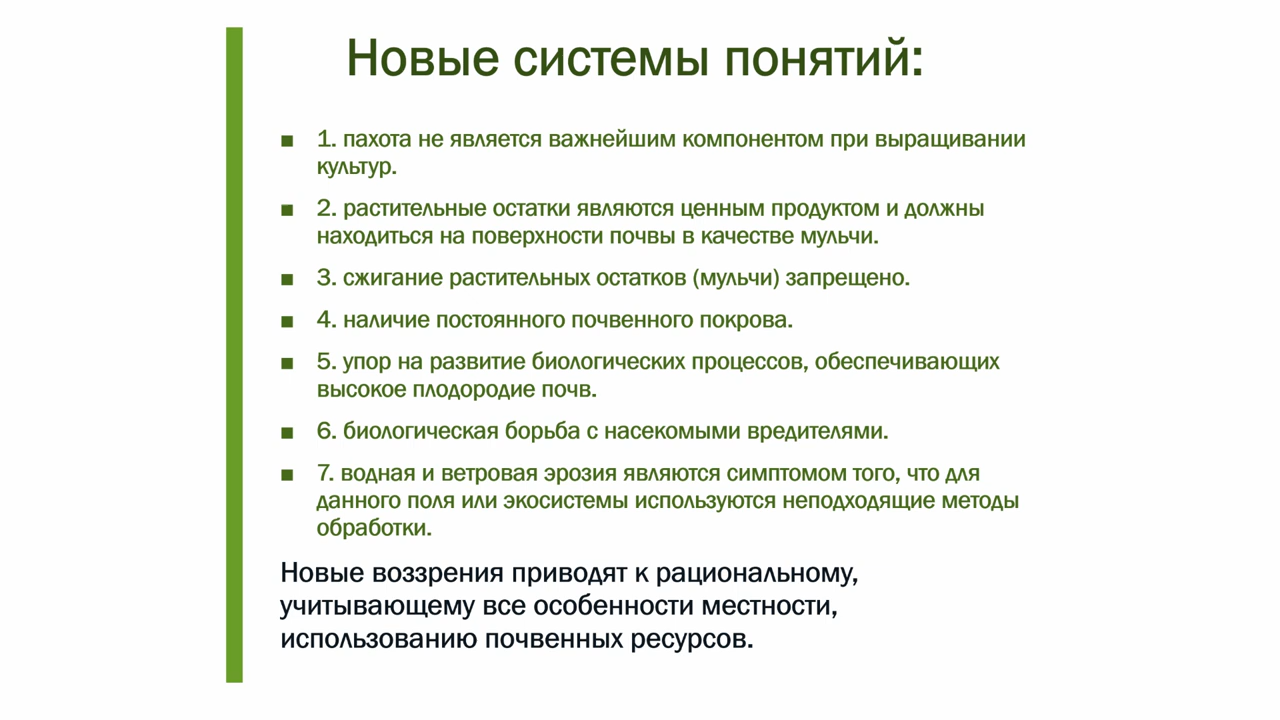 Новые системы понятий:
■ 1. пахота не является важнейшим компонентом при выращивании
культур.
■ 2. растительные остатки являются ценным продуктом и должны
находиться на поверхности почвы в качестве мульчи.
■ 3. сжигание растительных остатков (мульчи) запрещено.
■ 4. наличие постоянного почвенного покрова.
■ 5. упор на развитие биологических процессов, обеспечивающих
высокое плодородие почв.
■ 6. биологическая борьба с насекомыми вредителями.
■ 7. водная и ветровая эрозия являются симптомом того, что для
данного поля или экосистемы используются неподходящие методы
обработки.
Новые воззрения приводят к рациональному,
учитывающему все особенности местности,
использованию почвенных ресурсов.